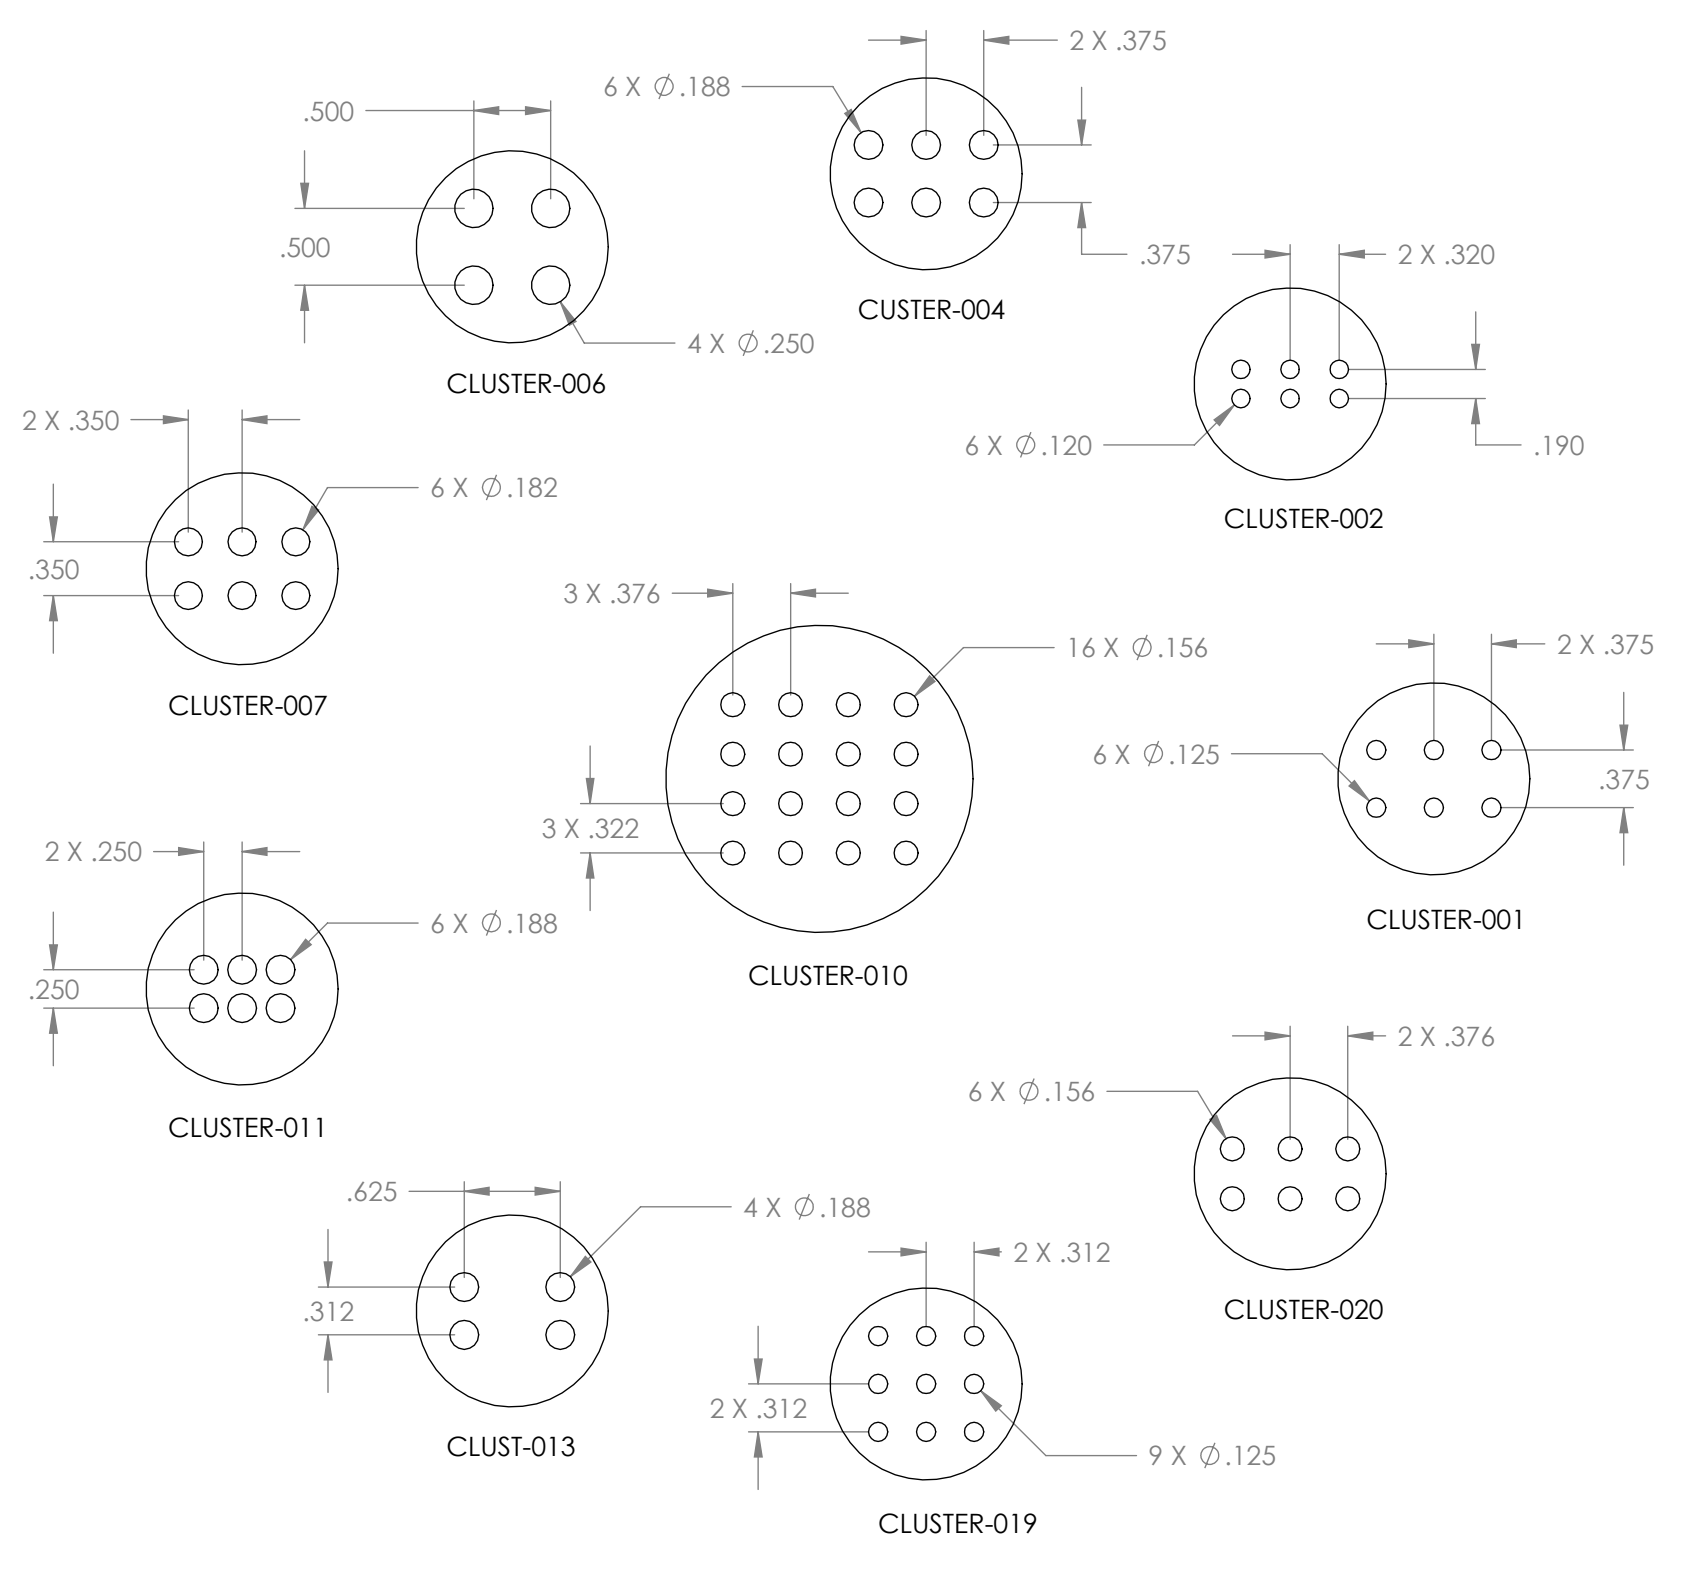 2 X .375
6 X ∅.188
.375
CUSTER-004
.500
.500
4 X ∅.250
CLUSTER-006
2 X .320
6 X ∅.120
.190
CLUSTER-002
2 X .350
6 X ∅.182
.350
CLUSTER-007
3 X .376
16 X ∅.156
3 X .322
CLUSTER-010
2 X .375
6 X ∅.125
.375
CLUSTER-001
2 X .250
6 X ∅.188
.250
CLUSTER-011
2 X .376
6 X ∅.156
CLUSTER-020
.625
4 X ∅.188
.312
CLUST-013
2 X .312
2 X .312
9 X ∅.125
CLUSTER-019